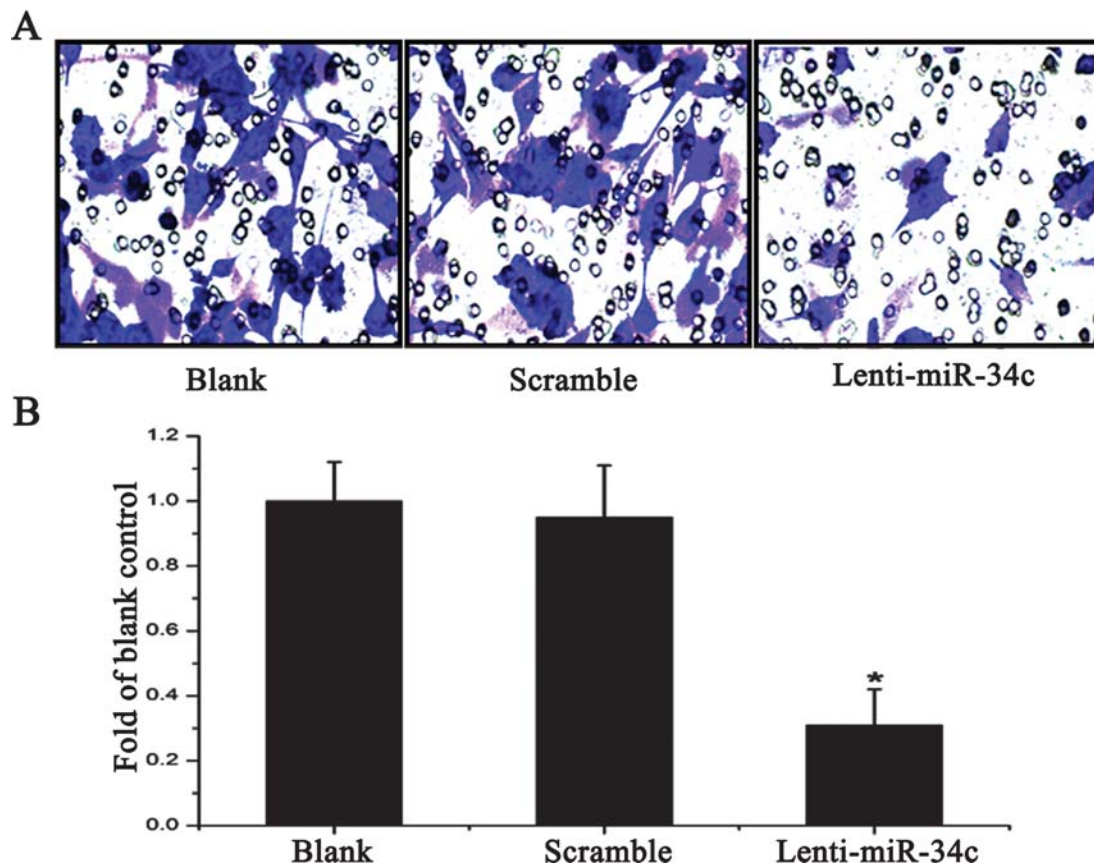 A
Blank Scramble Lenti-miR-34c
B
Fold of blank control
1.2
1.0
0.8
0.6
0.4
0.2
0.0
*
Blank Scramble Lenti-miR-34c